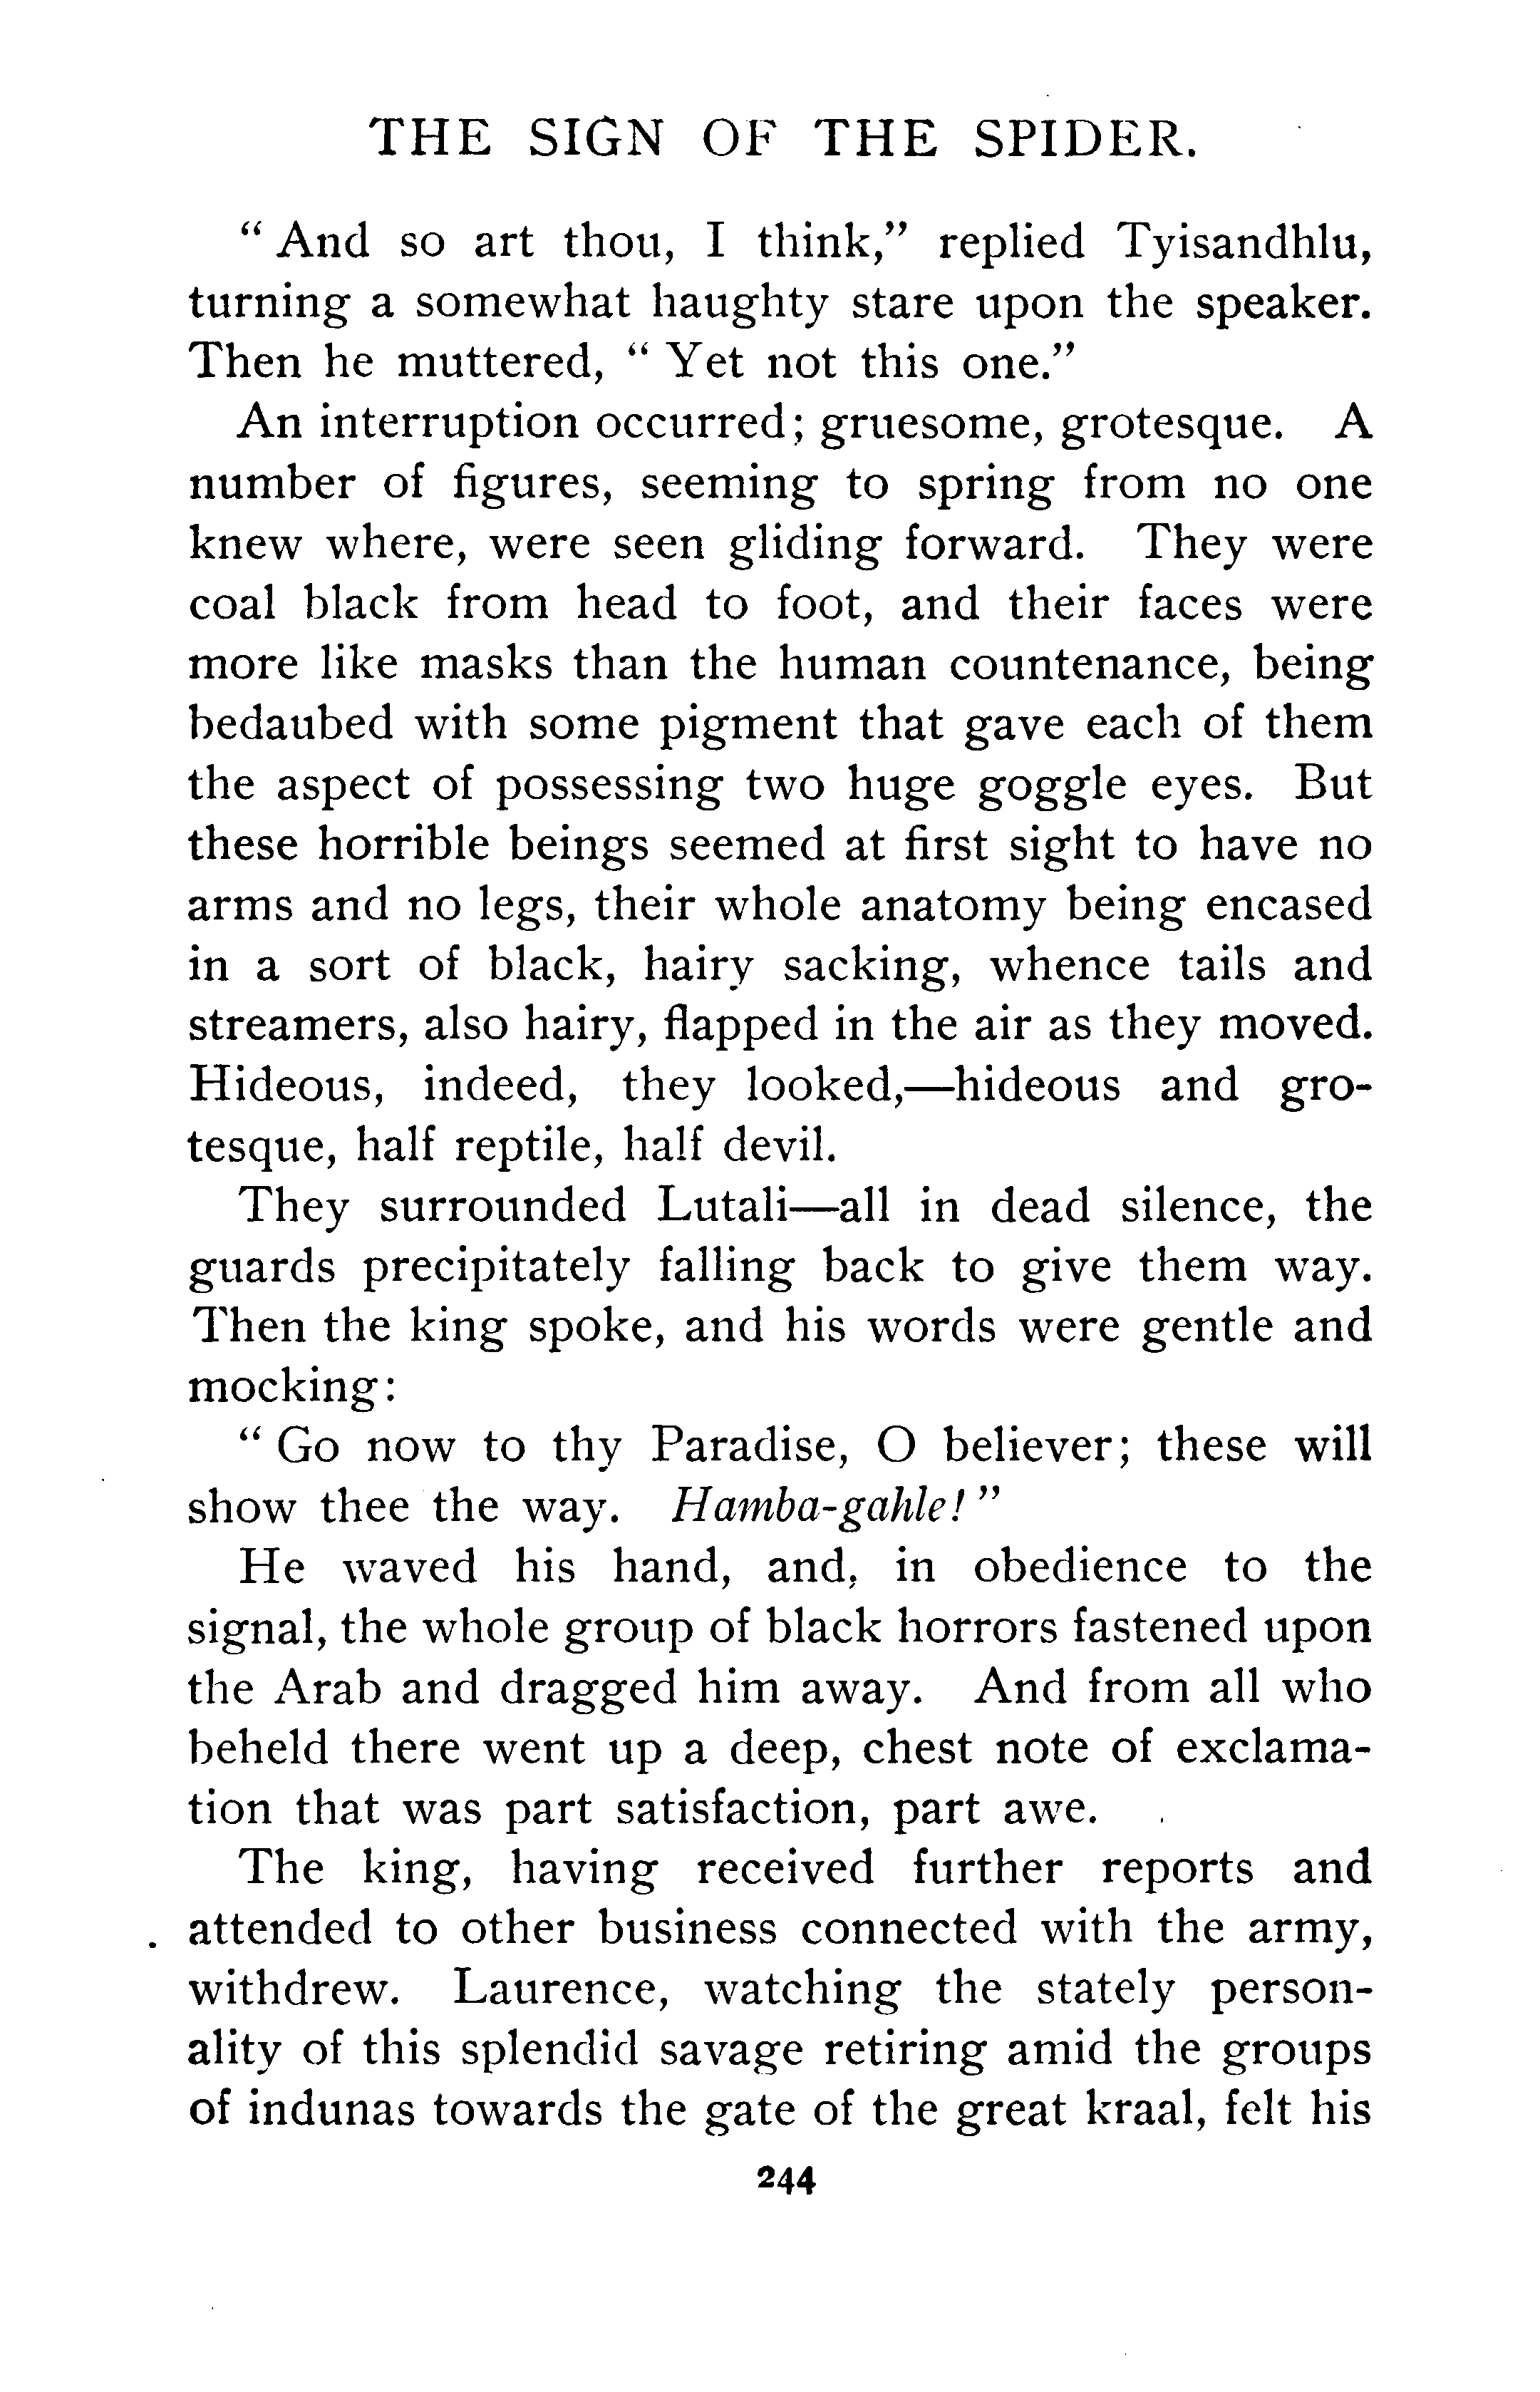 THE SIGN OF THE SPIDER.
“ And so art thou, I think,” replied Tyisandhlu,
turning a somewhat haughty stare upon the speaker.
Then he muttered, “ Yet not this one.”
An interruption occurred; gruesome, grotesque. A
number of figures, seeming to spring from no one
knew where, were seen gliding forward. They were
coal black from head to foot, and their faces were
more like masks than the human countenance, being
bedaubed with some pigment that gave each of them
the aspect of possessing two huge goggle eyes. But
these horrible beings seemed at first sight to have no
arms and no legs, their whole anatomy being encased
in a sort of black, hairy sacking, whence tails and
streamers, also hairy, flapped in the air as they moved.
Hideous, indeed, they looked,—hideous and gro-
tesque, half reptile, half devil.
They surrounded Lutali—all in dead silence, the
guards precipitately falling back to give them way.
Then the king spoke, and his words were gentle and
mocking:
“ Go now to thy Paradise, O believer; these will
show thee the way. Hamba-gahle! ”
He waved his hand, and, in obedience to the
signal, the whole group of black horrors fastened upon
the Arab and dragged him away. And from all who
beheld there went up a deep, chest note of exclama-
tion that was part satisfaction, part awe.
The king, having received further reports and
attended to other business connected with the army,
withdrew. Laurence, watching the stately person-
ality of this splendid savage retiring amid the groups
of indunas towards the gate of the great kraal, felt his
244